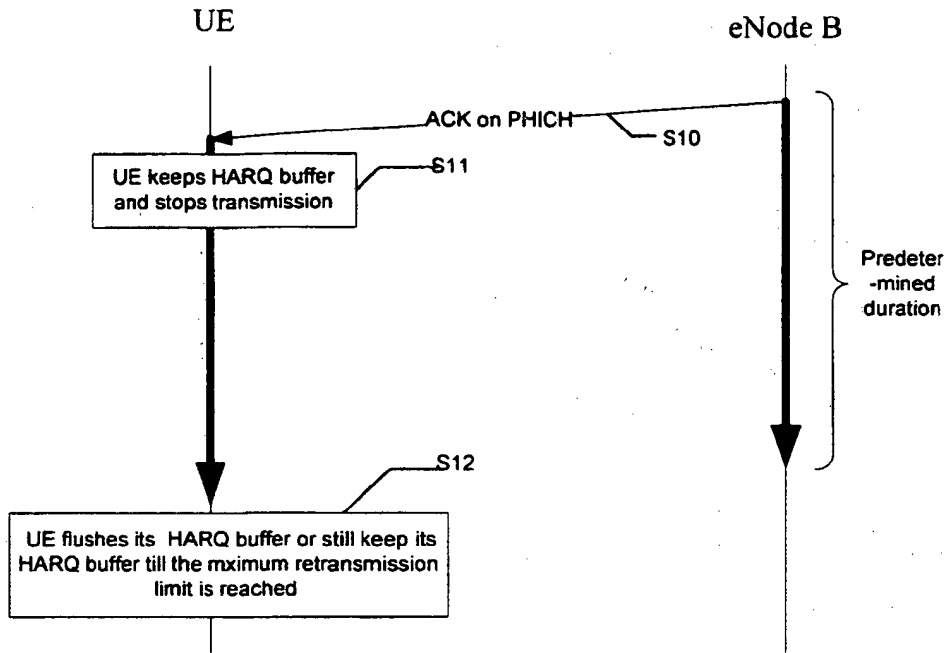 UE
eNode B
ACK on PHICH
S10
UE keeps HARQ buffer
and stops transmission
S11
Predeter
-mined
duration
S12
UE flushes its HARQ buffer or still keep its
HARQ buffer till the mximum retransmission
limit is reached